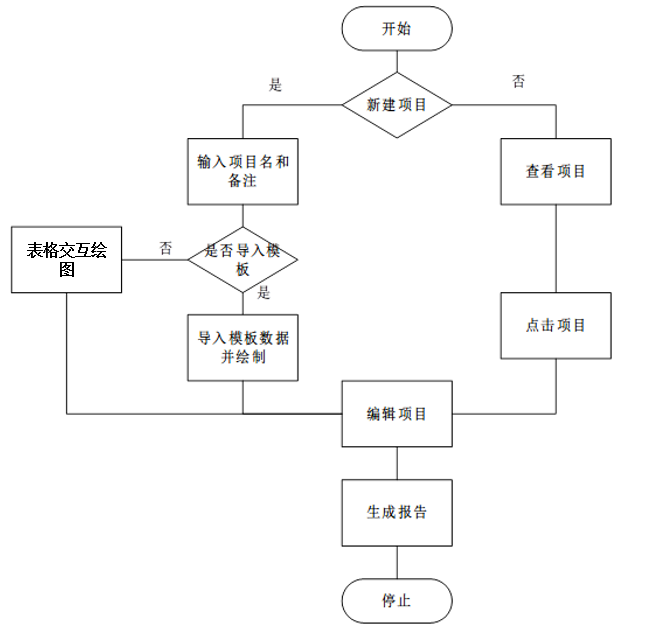 开始
是
否
新建项目
输入项目名和
备注
查看项目
表格交互绘
图
否
是否导入模
板
是
导入模板数据
并绘制
点击项目
编辑项目
生成报告
停止